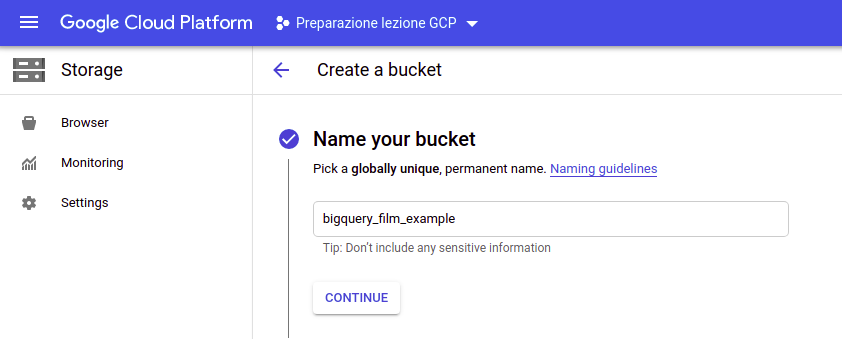 Google Cloud Platform
Preparazione lezione GCP
Storage
Create a bucket
Browser
Monitoring
Settings
Name your bucket
Pick a globally unique, permanent name. Naming guidelines
bigquery_film_example
Tip: Don't include any sensitive information
CONTINUE